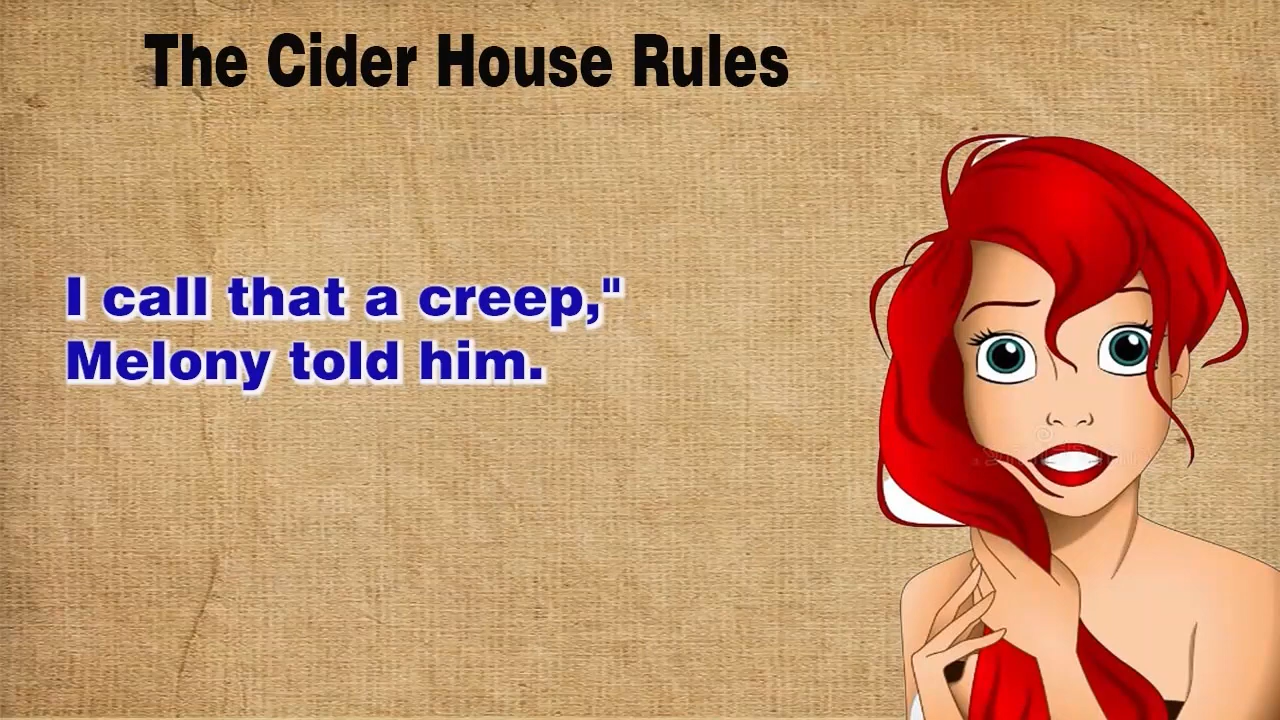 The Cider House Rules
I call that a creep,"
Melony told him.